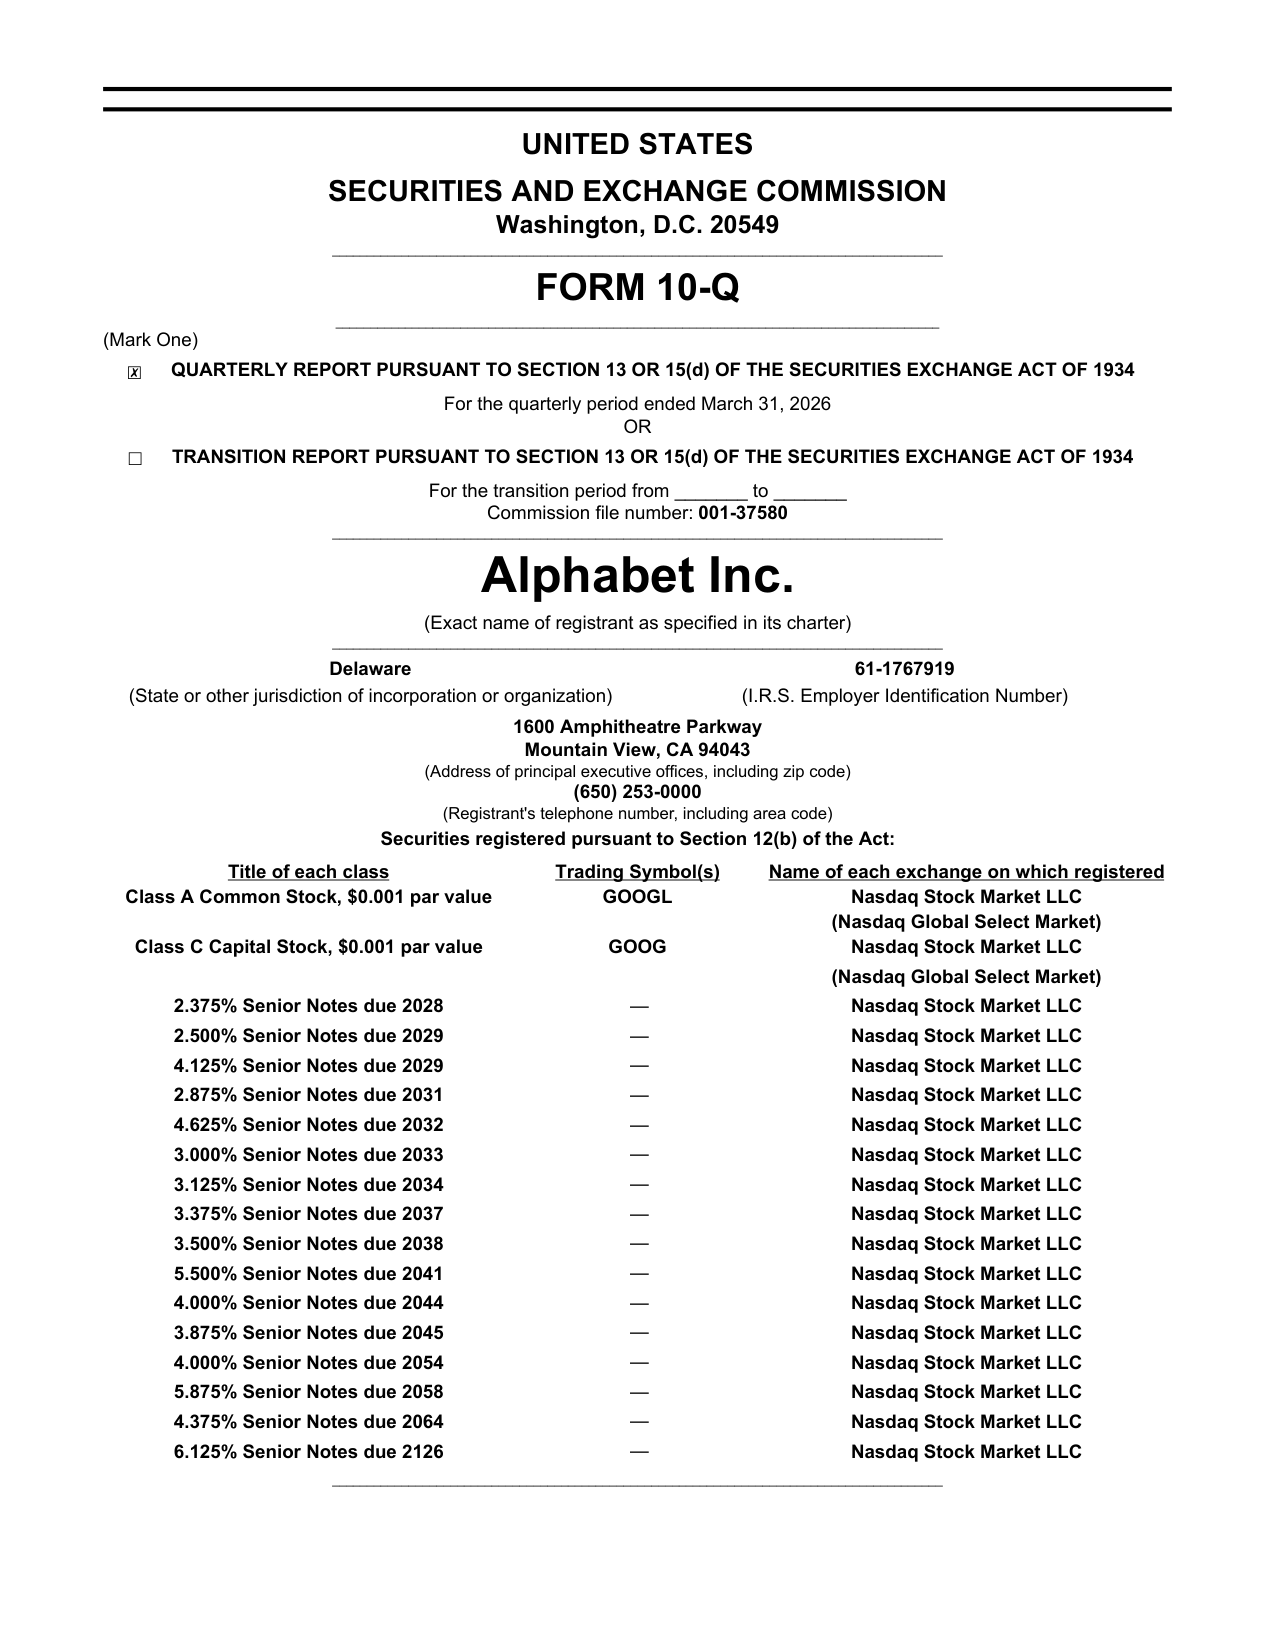 UNITED STATES
SECURITIES AND EXCHANGE COMMISSION
Washington, D.C. 20549
FORM 10-Q
(Mark One)
☒ QUARTERLY REPORT PURSUANT TO SECTION 13 OR 15(d) OF THE SECURITIES EXCHANGE ACT OF 1934
For the quarterly period ended March 31, 2026
OR
☐ TRANSITION REPORT PURSUANT TO SECTION 13 OR 15(d) OF THE SECURITIES EXCHANGE ACT OF 1934
For the transition period from _______ to _______
Commission file number: 001-37580
Alphabet Inc.
(Exact name of registrant as specified in its charter)
Delaware 61-1767919
(State or other jurisdiction of incorporation or organization) (I.R.S. Employer Identification Number)
1600 Amphitheatre Parkway
Mountain View, CA 94043
(Address of principal executive offices, including zip code)
(650) 253-0000
(Registrant's telephone number, including area code)
Securities registered pursuant to Section 12(b) of the Act:
Title of each class Trading Symbol(s) Name of each exchange on which registered
Class A Common Stock, $0.001 par value GOOGL Nasdaq Stock Market LLC
(Nasdaq Global Select Market)
Class C Capital Stock, $0.001 par value GOOG Nasdaq Stock Market LLC
(Nasdaq Global Select Market)
2.375% Senior Notes due 2028 — Nasdaq Stock Market LLC
2.500% Senior Notes due 2029 — Nasdaq Stock Market LLC
4.125% Senior Notes due 2029 — Nasdaq Stock Market LLC
2.875% Senior Notes due 2031 — Nasdaq Stock Market LLC
4.625% Senior Notes due 2032 — Nasdaq Stock Market LLC
3.000% Senior Notes due 2033 — Nasdaq Stock Market LLC
3.125% Senior Notes due 2034 — Nasdaq Stock Market LLC
3.375% Senior Notes due 2037 — Nasdaq Stock Market LLC
3.500% Senior Notes due 2038 — Nasdaq Stock Market LLC
5.500% Senior Notes due 2041 — Nasdaq Stock Market LLC
4.000% Senior Notes due 2044 — Nasdaq Stock Market LLC
3.875% Senior Notes due 2045 — Nasdaq Stock Market LLC
4.000% Senior Notes due 2054 — Nasdaq Stock Market LLC
5.875% Senior Notes due 2058 — Nasdaq Stock Market LLC
4.375% Senior Notes due 2064 — Nasdaq Stock Market LLC
6.125% Senior Notes due 2126 — Nasdaq Stock Market LLC